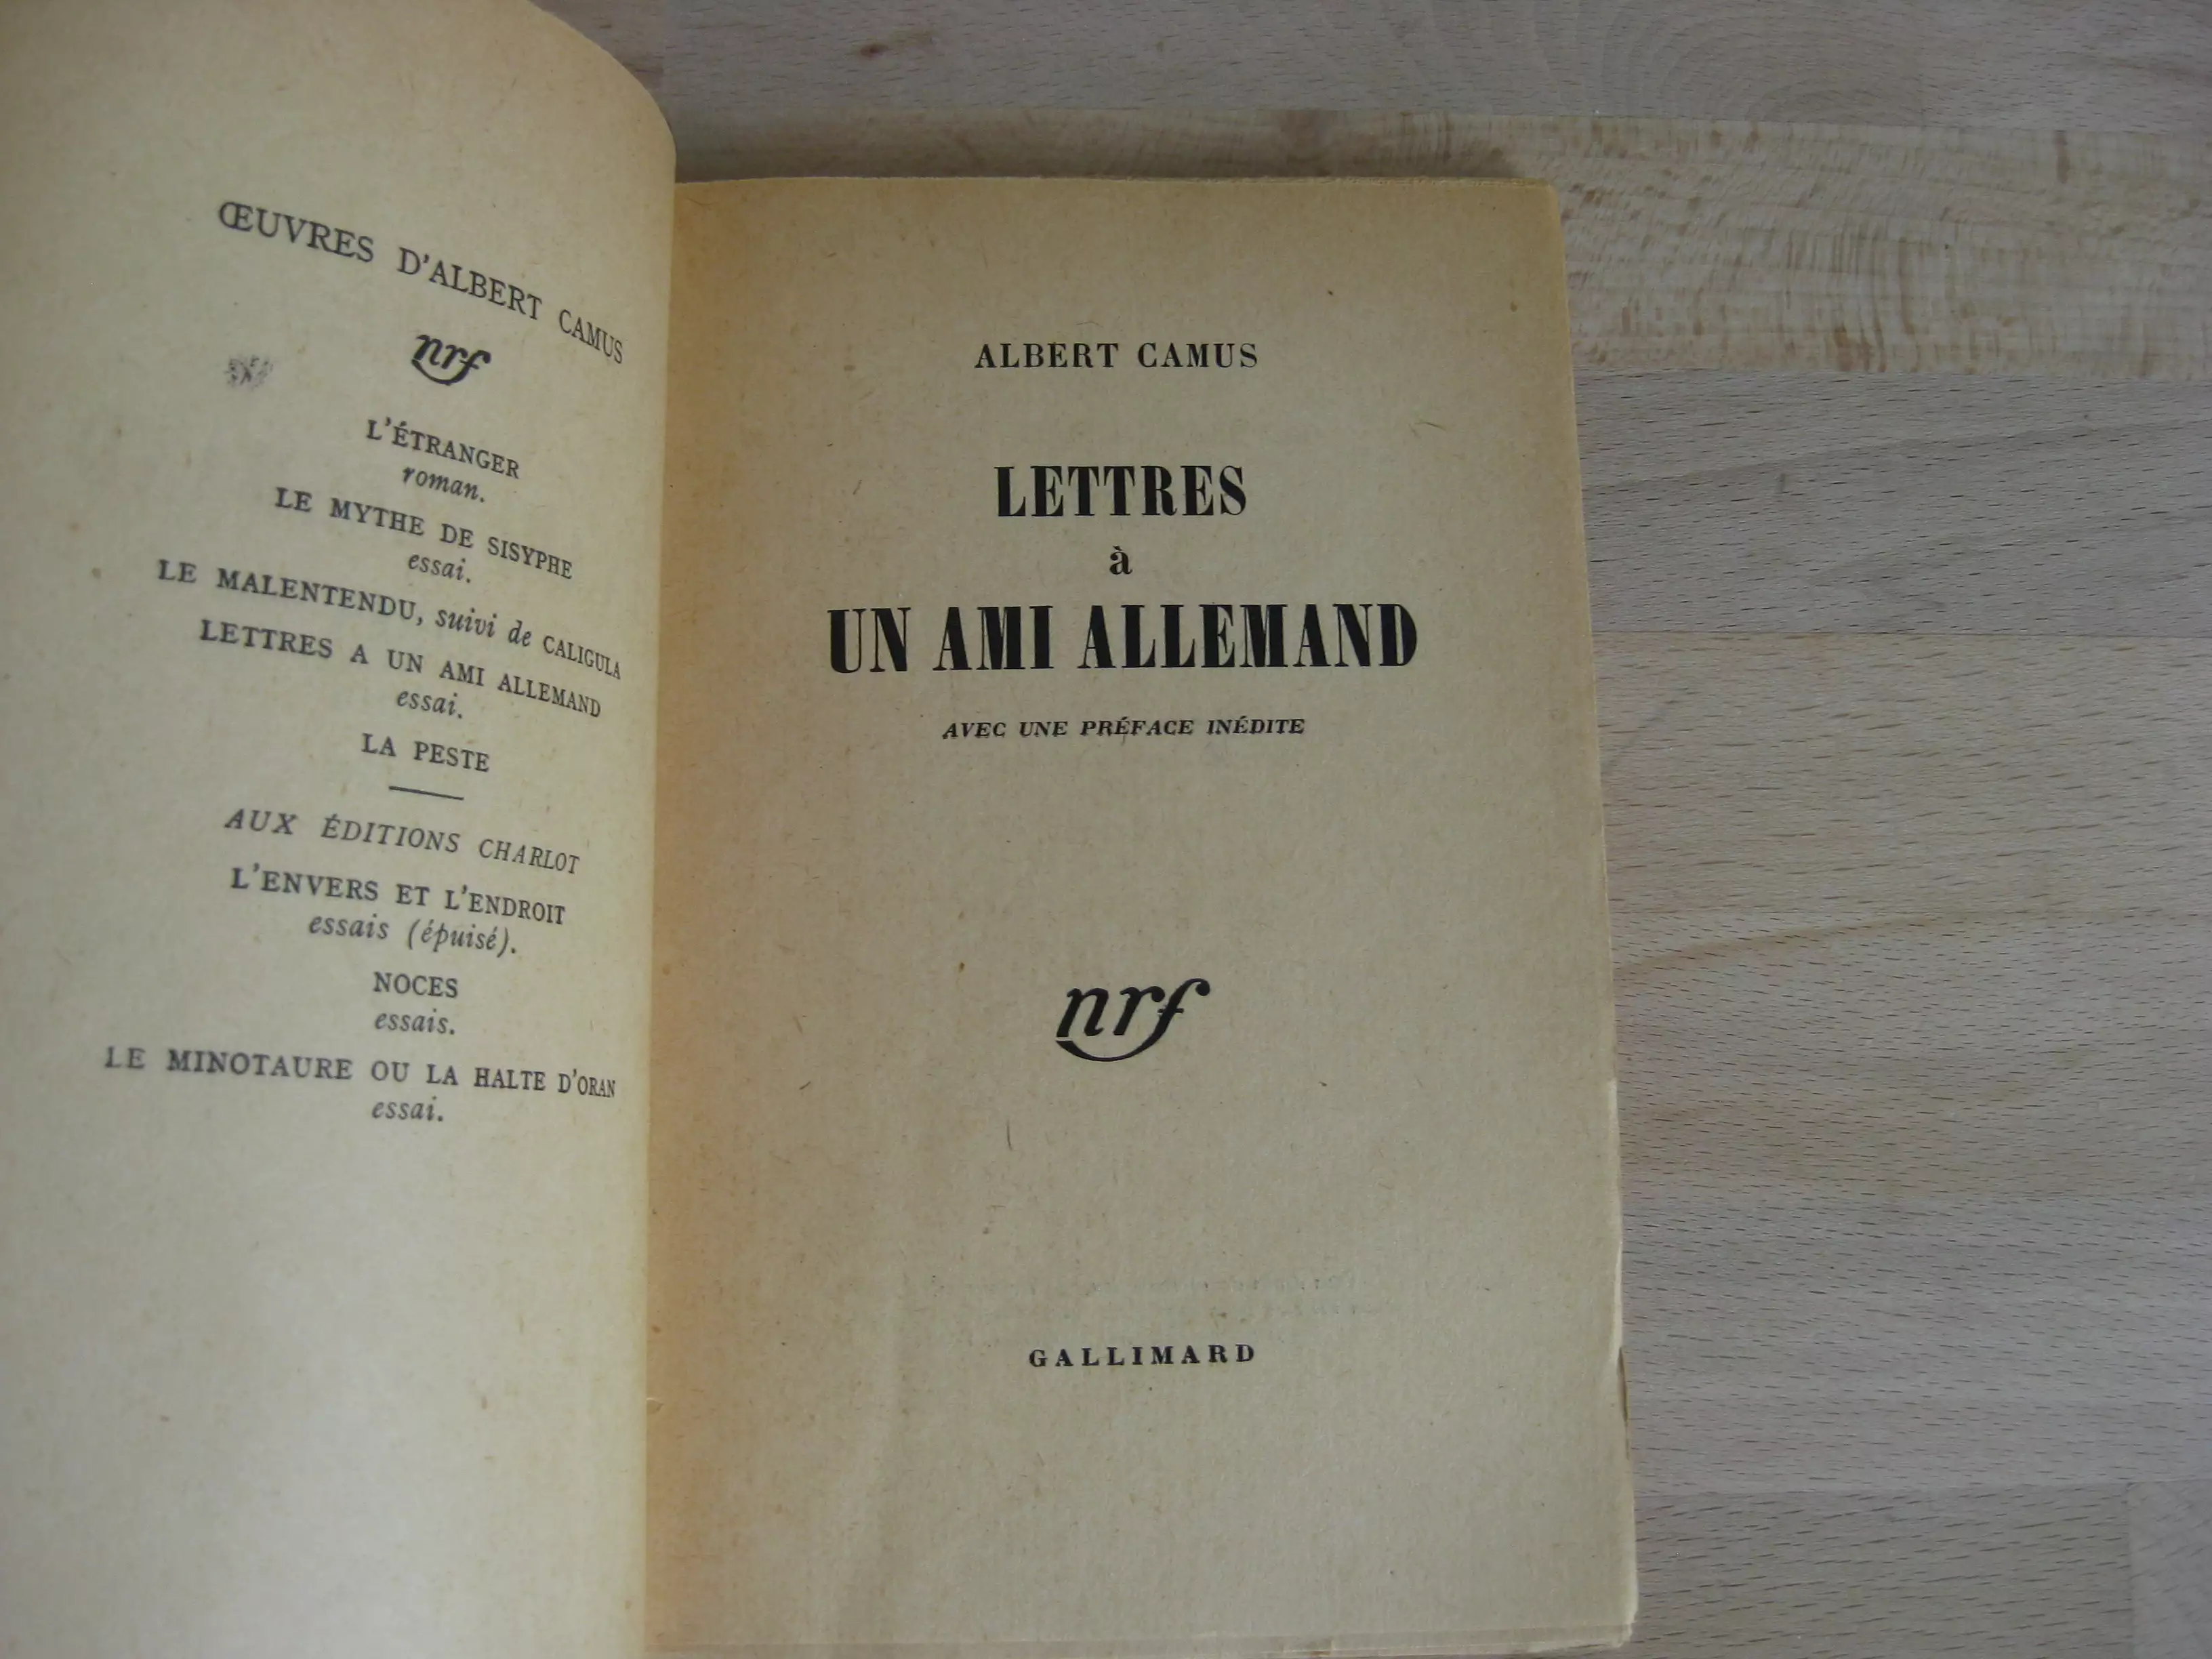 ŒUVRES D'ALBERT CAMUS
nrf
L'ÉTRANGER
roman.
LE MYTHE DE SISYPHE
essai.
LE MALENTENDU, suivi de CALIGULA
LETTRES A UN AMI ALLEMAND
essai.
LA PESTE
AUX ÉDITIONS CHARLOT
L'ENVERS ET L'ENDROIT
essais (épuisé).
NOCES
essais.
LE MINOTAURE OU LA HALTE D'ORAN
essai.
ALBERT CAMUS
LETTRES
à
UN AMI ALLEMAND
AVEC UNE PRÉFACE INÉDITE
nrf
GALLIMARD